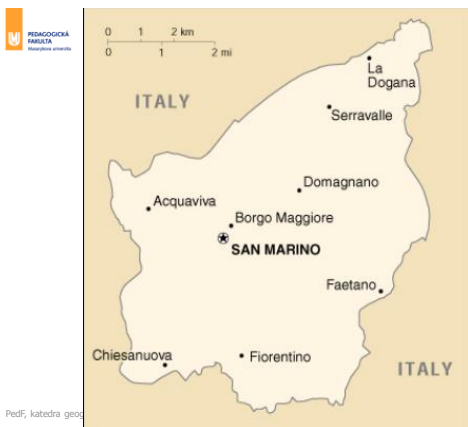 PEDAGOGICKÁ
FAKULTA
Masarykova univerzita
0 1 2 km
0 1 2 mi
ITALY
La
Dogana
Serravalle
Domagnano
Acquaviva
Borgo Maggiore
SAN MARINO
Faetano
Chiesanuova
Fiorentino
ITALY
PedF, katedra geog